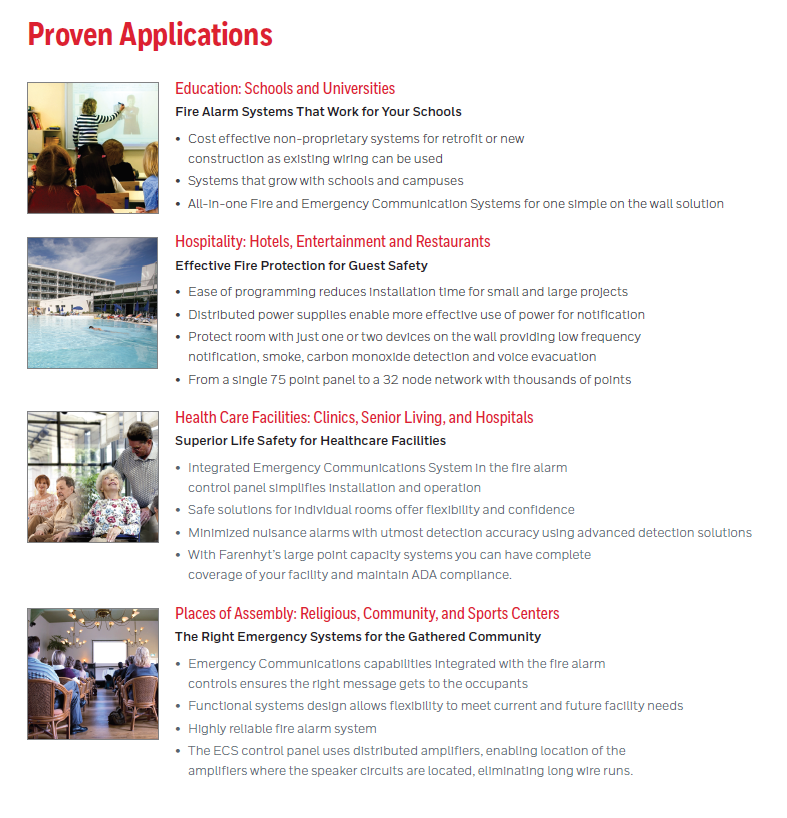 Proven Applications
Education: Schools and Universities
Fire Alarm Systems That Work for Your Schools
• Cost effective non-proprietary systems for retrofit or new
construction as existing wiring can be used
• Systems that grow with schools and campuses
• All-in-one Fire and Emergency Communication Systems for one simple on the wall solution
Hospitality: Hotels, Entertainment and Restaurants
Effective Fire Protection for Guest Safety
• Ease of programming reduces installation time for small and large projects
• Distributed power supplies enable more effective use of power for notification
• Protect room with just one or two devices on the wall providing low frequency
notification, smoke, carbon monoxide detection and voice evacuation
• From a single 75 point panel to a 32 node network with thousands of points
Health Care Facilities: Clinics, Senior Living, and Hospitals
Superior Life Safety for Healthcare Facilities
• Integrated Emergency Communications System in the fire alarm
control panel simplifies installation and operation
• Safe solutions for individual rooms offer flexibility and confidence
• Minimized nuisance alarms with utmost detection accuracy using advanced detection solutions
• With Farenhyt's large point capacity systems you can have complete
coverage of your facility and maintain ADA compliance.
Places of Assembly: Religious, Community, and Sports Centers
The Right Emergency Systems for the Gathered Community
• Emergency Communications capabilities integrated with the fire alarm
controls ensures the right message gets to the occupants
• Functional systems design allows flexibility to meet current and future facility needs
• Highly reliable fire alarm system
• The ECS control panel uses distributed amplifiers, enabling location of the
amplifiers where the speaker circuits are located, eliminating long wire runs.